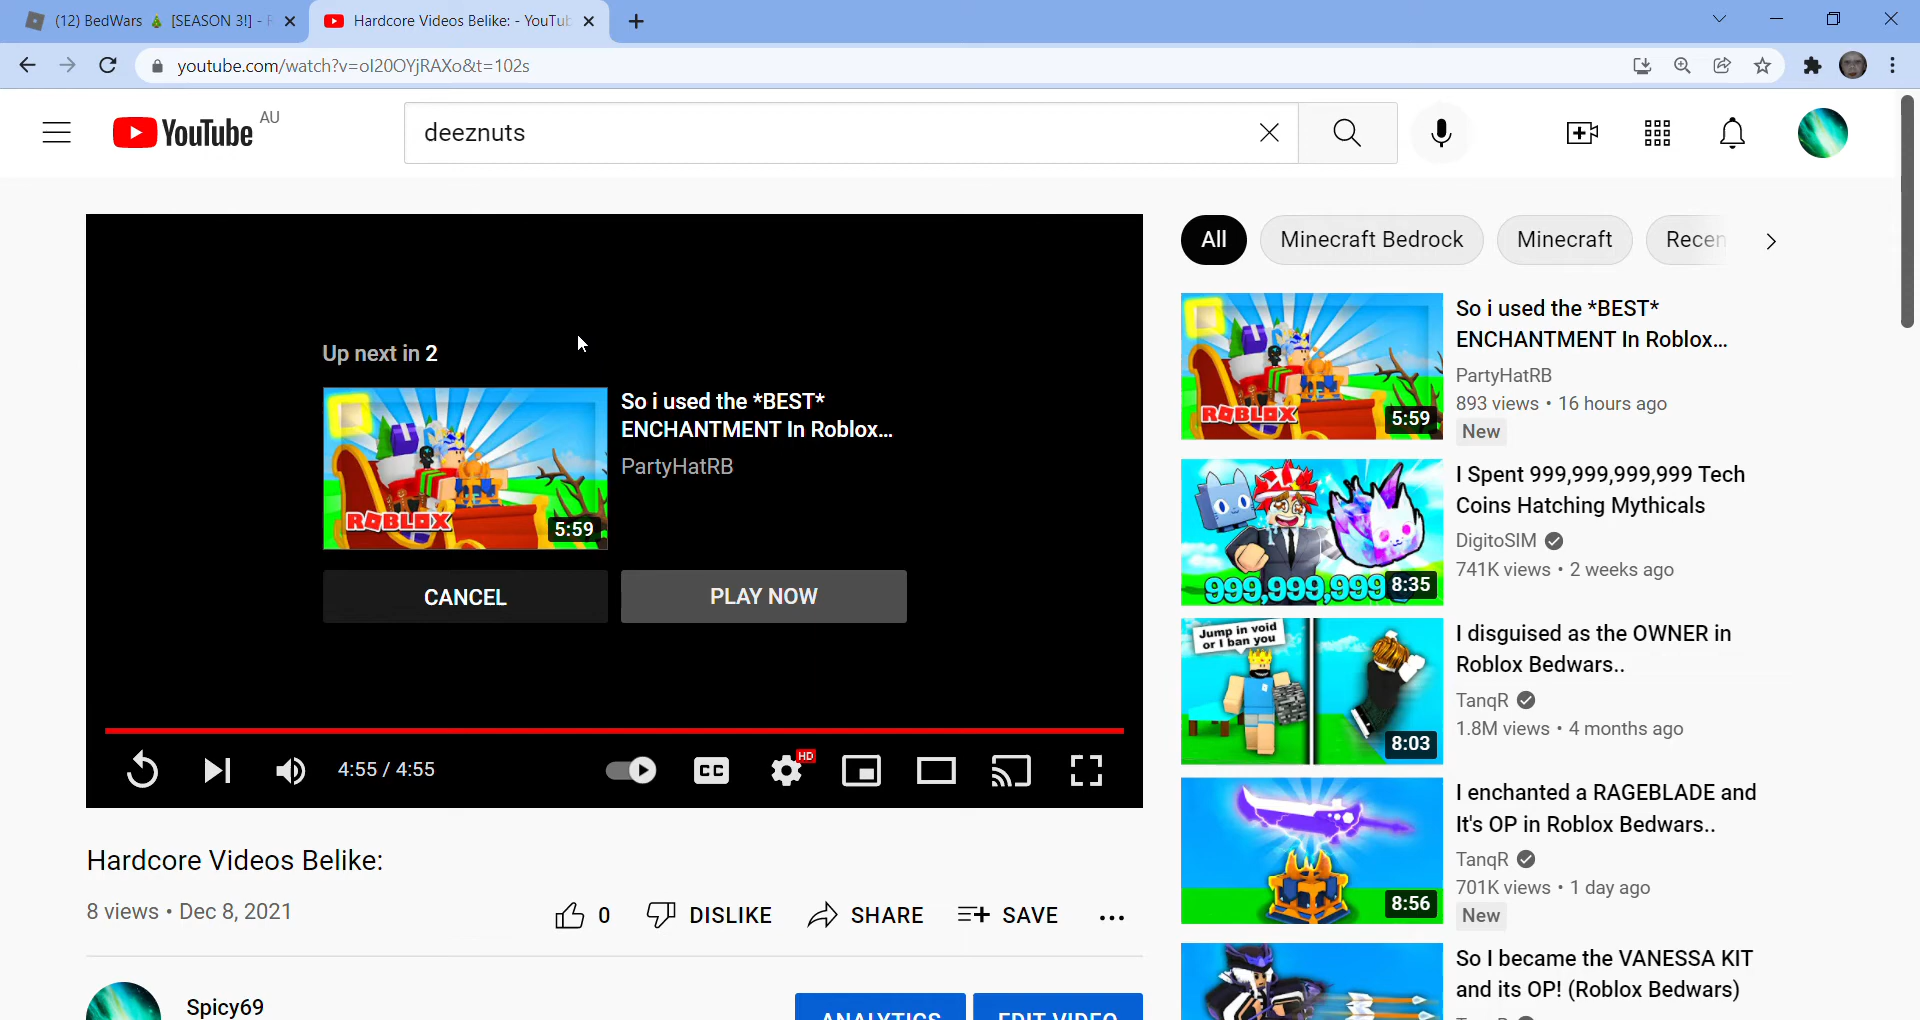 (12) BedWars 🎄 [SEASON 3!] -
Hardcore Videos Belike: - YouTub
youtube.com/watch?v=oI20OYjRAXo&t=102s
YouTube AU
deeznuts
Up next in 2
So i used the *BEST*
ENCHANTMENT In Roblox...
PartyHatRB
ROBLOX
5:59
CANCEL
PLAY NOW
4:55 / 4:55
CC
HD
Hardcore Videos Belike:
8 views • Dec 8, 2021
0
DISLIKE
SHARE
SAVE
Spicy69
ANALYTICS
EDIT VIDEO
All
Minecraft Bedrock
Minecraft
Recen
ROBLOX
5:59
So i used the *BEST*
ENCHANTMENT In Roblox...
PartyHatRB
893 views • 16 hours ago
New
999,999,999
8:35
I Spent 999,999,999,999 Tech
Coins Hatching Mythicals
DigitoSIM
741K views • 2 weeks ago
Jump in void
or I ban you
8:03
I disguised as the OWNER in
Roblox Bedwars..
TanqR
1.8M views • 4 months ago
8:56
I enchanted a RAGEBLADE and
It's OP in Roblox Bedwars..
TanqR
701K views • 1 day ago
New
So I became the VANESSA KIT
and its OP! (Roblox Bedwars)